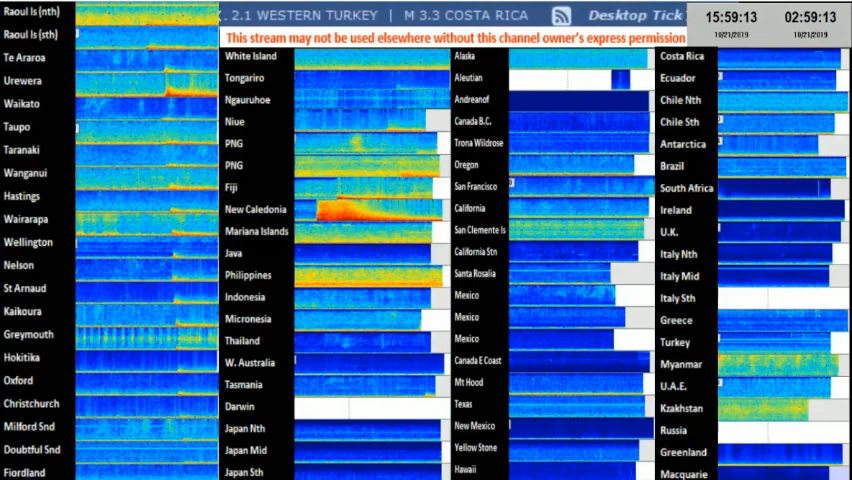 Raoul Is (nth)
Raoul Is (sth)
Te Araroa
Urewera
Waikato
Taupo
Taranaki
Wanganui
Hastings
Wairarapa
Wellington
Nelson
St Arnaud
Kaikoura
Greymouth
Hokitika
Oxford
Christchurch
Milford Snd
Doubtful Snd
Fiordland
2.1 WESTERN TURKEY | M 3.3 COSTA RICA
Desktop Tick
15:59:13 02:59:13
10/21/2019 10/21/2019
This stream may not be used elsewhere without this channel owner's express permission
White Island
Tongariro
Ngauruhoe
Niue
PNG
PNG
Fiji
New Caledonia
Mariana Islands
Java
Philippines
Indonesia
Micronesia
Thailand
W. Australia
Tasmania
Darwin
Japan Nth
Japan Mid
Japan Sth
Alaska
Aleutian
Andreanof
Canada B.C.
Trona Wildrose
Oregon
San Francisco
California
San Clemente Is
California Stn
Santa Rosalia
Mexico
Mexico
Mexico
Canada E Coast
Mt Hood
Texas
New Mexico
Yellow Stone
Hawaii
Costa Rica
Ecuador
Chile Nth
Chile Sth
Antarctica
Brazil
South Africa
Ireland
U.K.
Italy Nth
Italy Mid
Italy Sth
Greece
Turkey
Myanmar
U.A.E.
Kzakhstan
Russia
Greenland
Macquarie